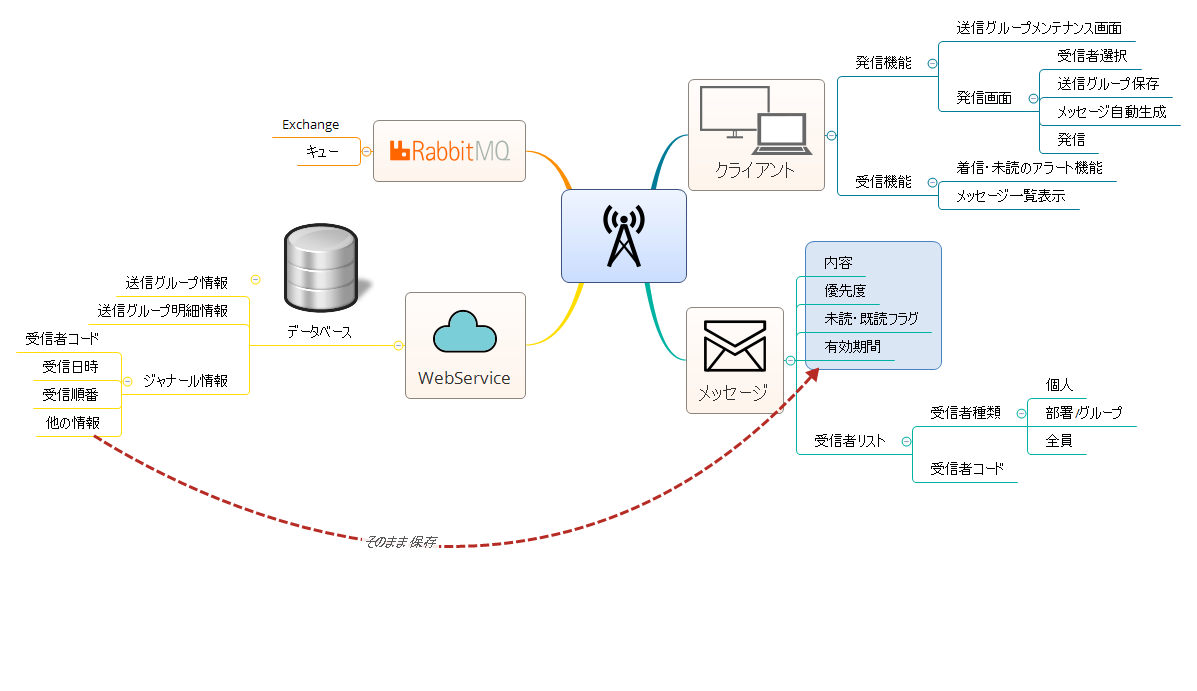 送信グループメンテナンス画面
発信機能
受信者選択
発信画面
送信グループ保存
メッセージ自動生成
発信
クライアント
着信・未読のアラート機能
受信機能
メッセージ一覧表示
Exchange
キュー
RabbitMQ
内容
優先度
未読・既読フラグ
有効期間
メッセージ
個人
受信者種類
部署/グループ
受信者リスト
全員
受信者コード
送信グループ情報
送信グループ明細情報
データベース
WebService
受信者コード
受信日時
ジャナール情報
受信順番
他の情報
そのまま保存